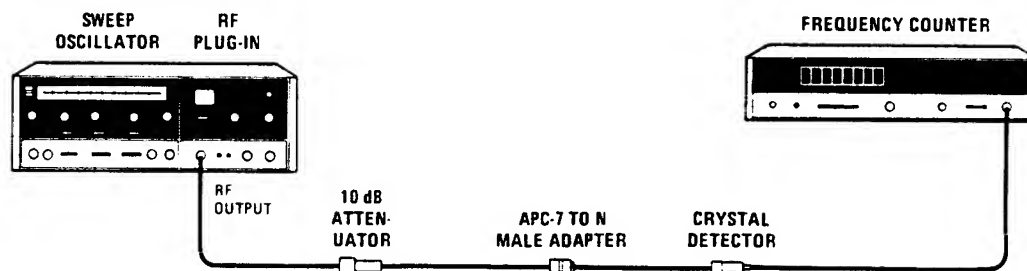 SWEEP
OSCILLATOR
RF
PLUG-IN
FREQUENCY COUNTER
RF
OUTPUT
10 dB
ATTEN-
UATOR
APC-7 TO N
MALE ADAPTER
CRYSTAL
DETECTOR